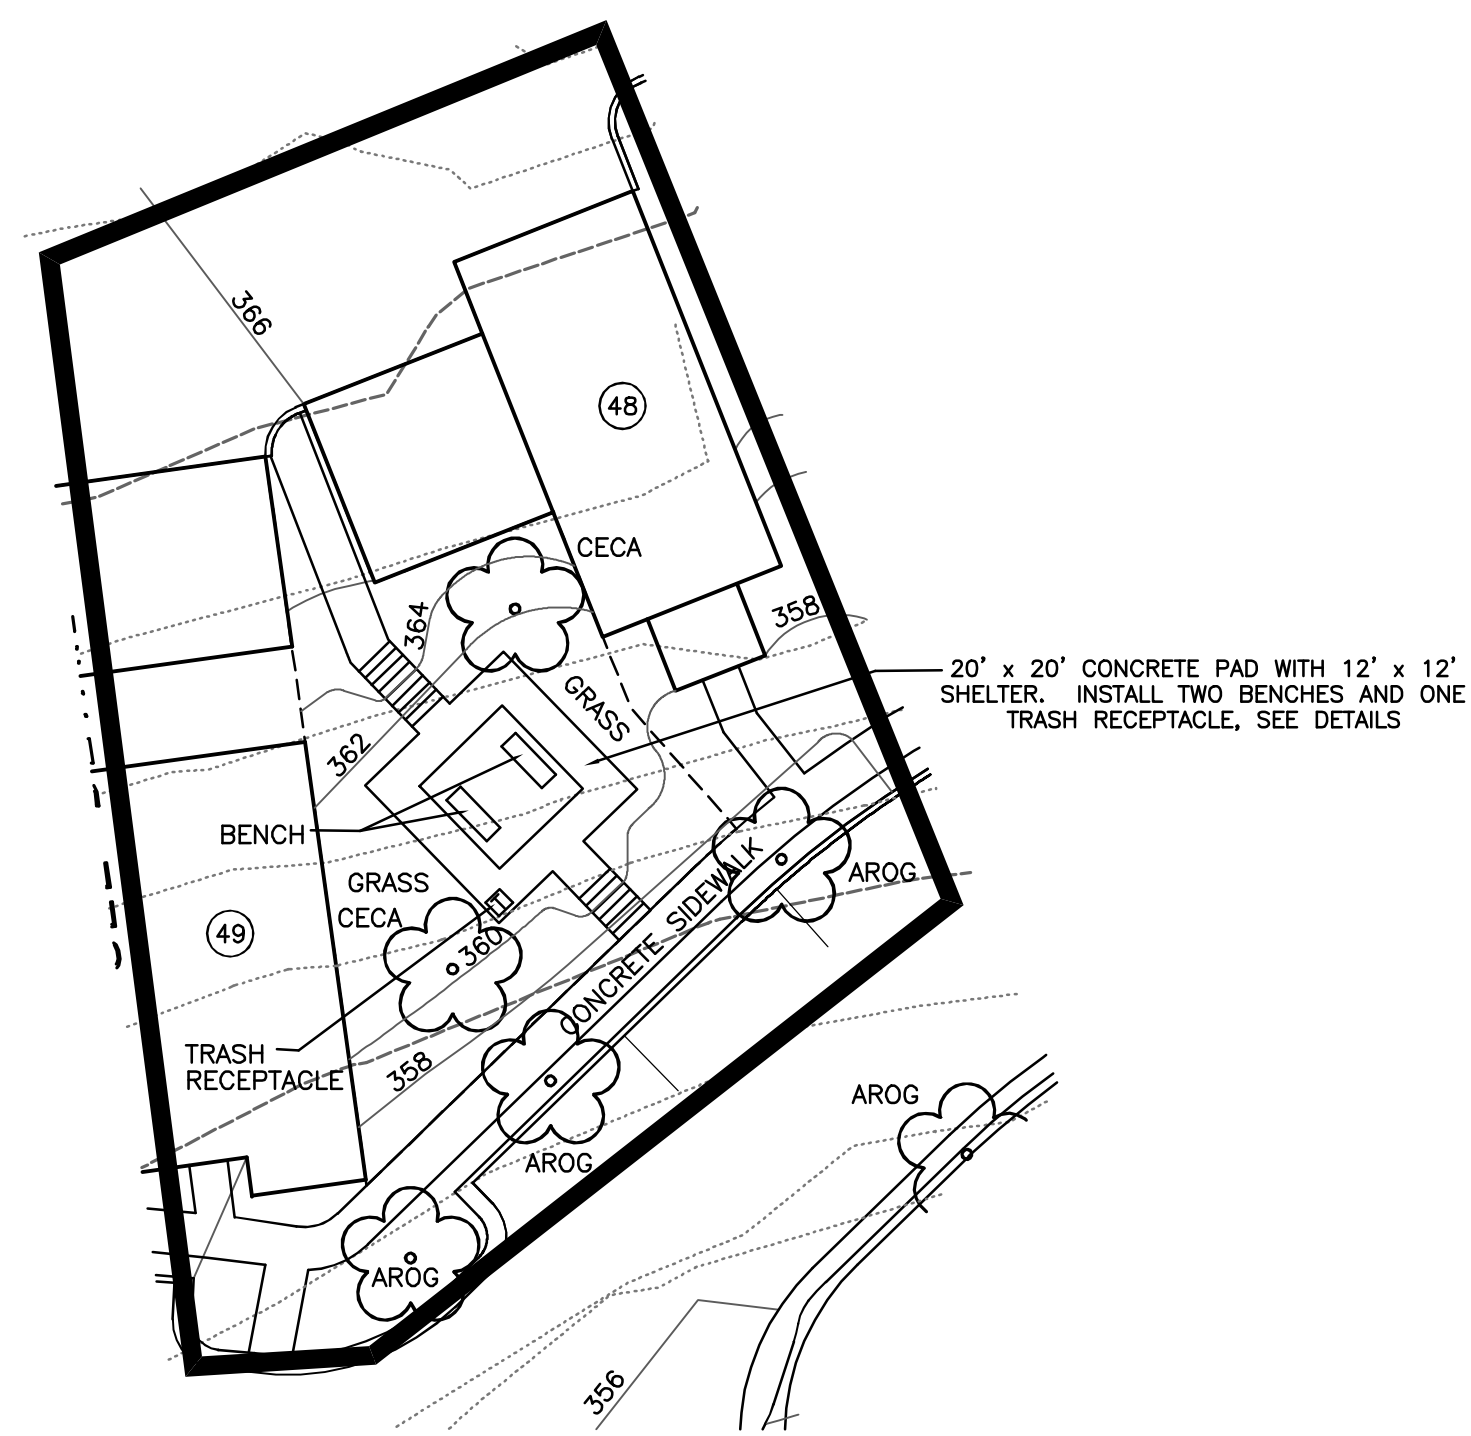 366
48
CECA
364
358
20' x 20' CONCRETE PAD WITH 12' x 12'
SHELTER. INSTALL TWO BENCHES AND ONE
TRASH RECEPTACLE, SEE DETAILS
GRASS
362
BENCH
GRASS
CECA
AROG
49
360
CONCRETE SIDEWALK
TRASH
RECEPTACLE
358
AROG
AROG
AROG
356